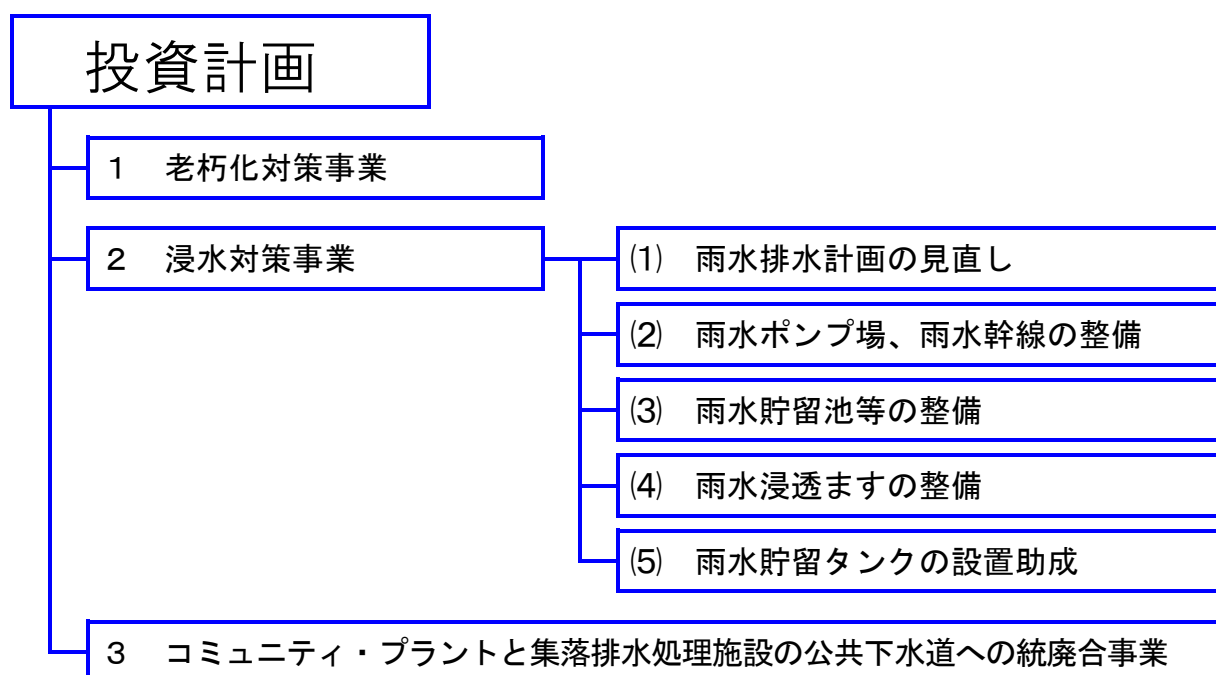 投資計画
1　老朽化対策事業
2　浸水対策事業
⑴　雨水排水計画の見直し
⑵　雨水ポンプ場、雨水幹線の整備
⑶　雨水貯留池等の整備
⑷　雨水浸透ますの整備
⑸　雨水貯留タンクの設置助成
3　コミュニティ・プラントと集落排水処理施設の公共下水道への統廃合事業